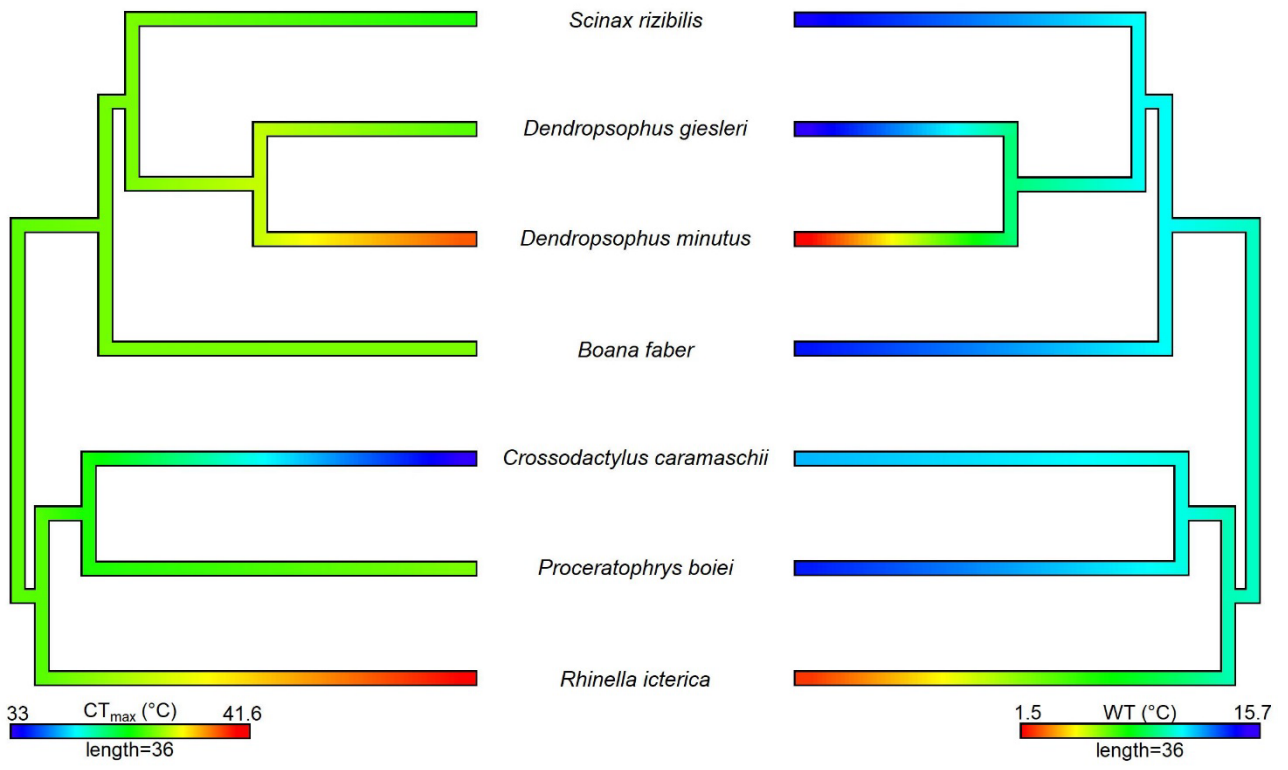 Scinax rizibilis
Dendropsophus giesleri
Dendropsophus minutus
Boana faber
Crossodactylus caramaschii
Proceratophrys boiei
Rhinella icterica
33 CTmax (°C) 41.6
length=36
1.5 WT (°C) 15.7
length=36